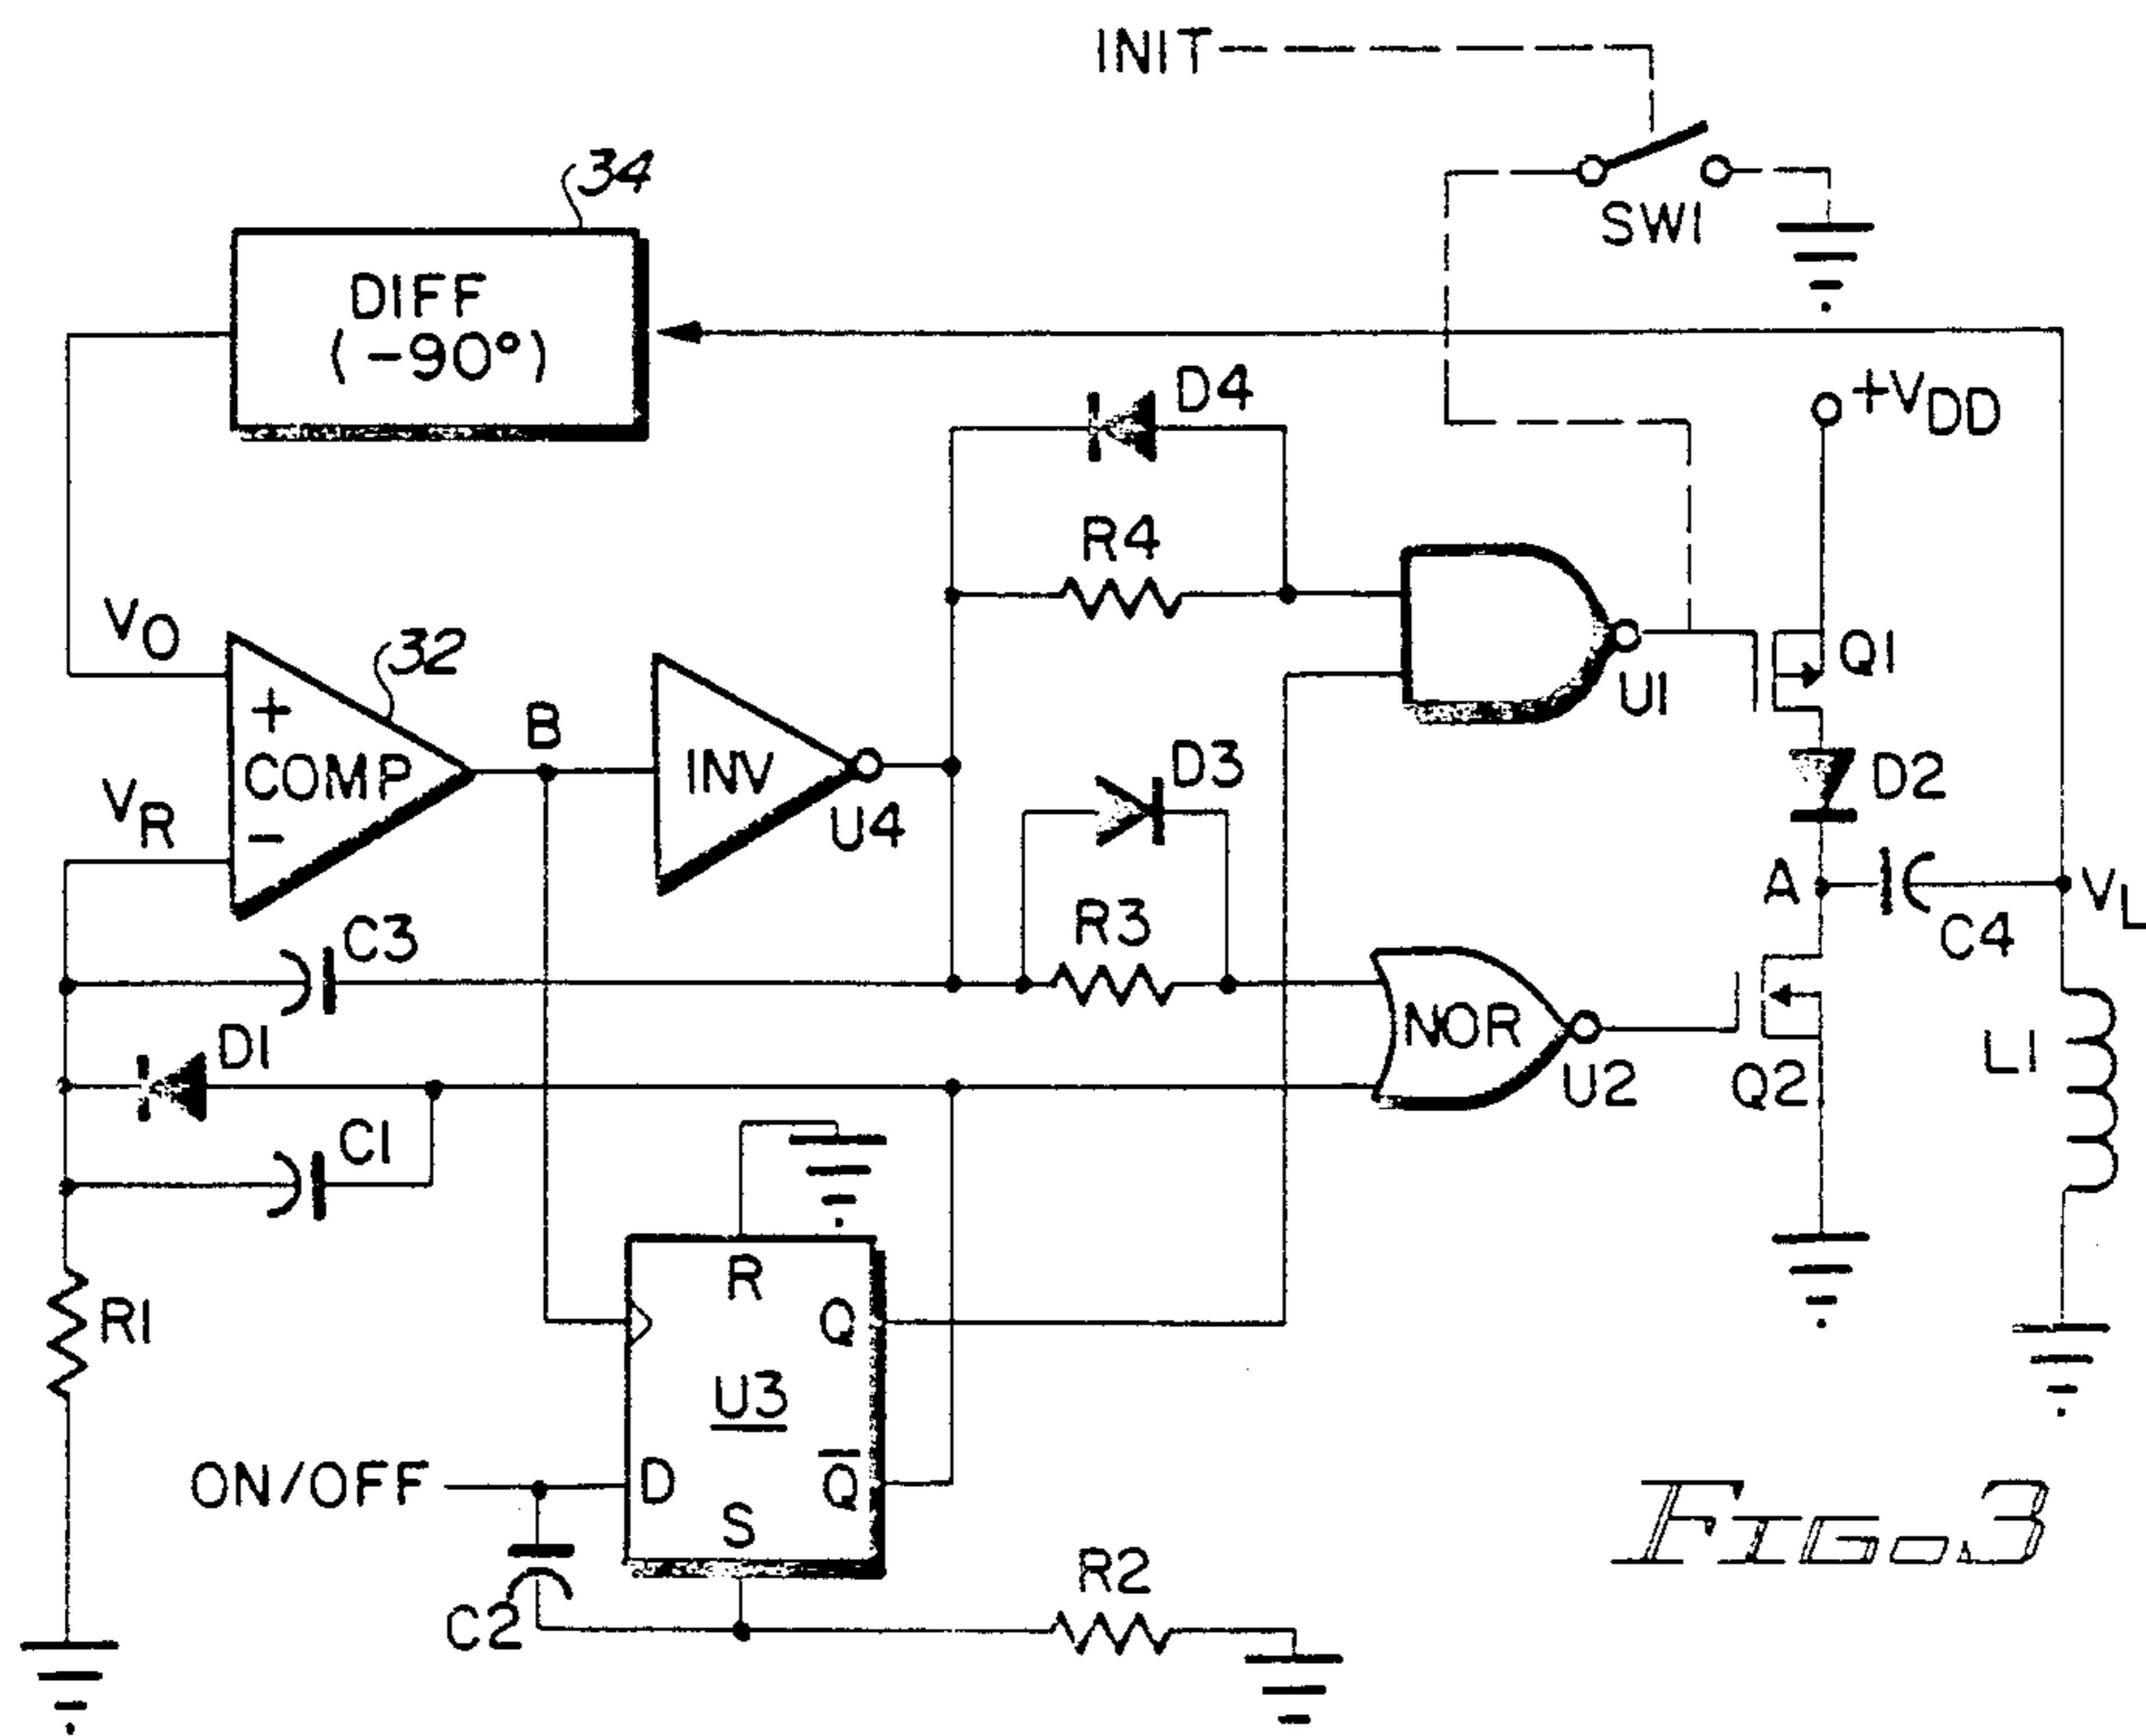 INIT
34
SW1
DIFF
(-90°)
D4
+VDD
R4
VO
32
Q1
+
COMP
-
B
INV
U4
U1
D3
D2
VR
A
VL
C3
R3
C4
D1
NOR
U2
Q2
L1
C1
R
Q
R1
U3
ON/OFF
D
Q̅
S
C2
R2
FIG. 3